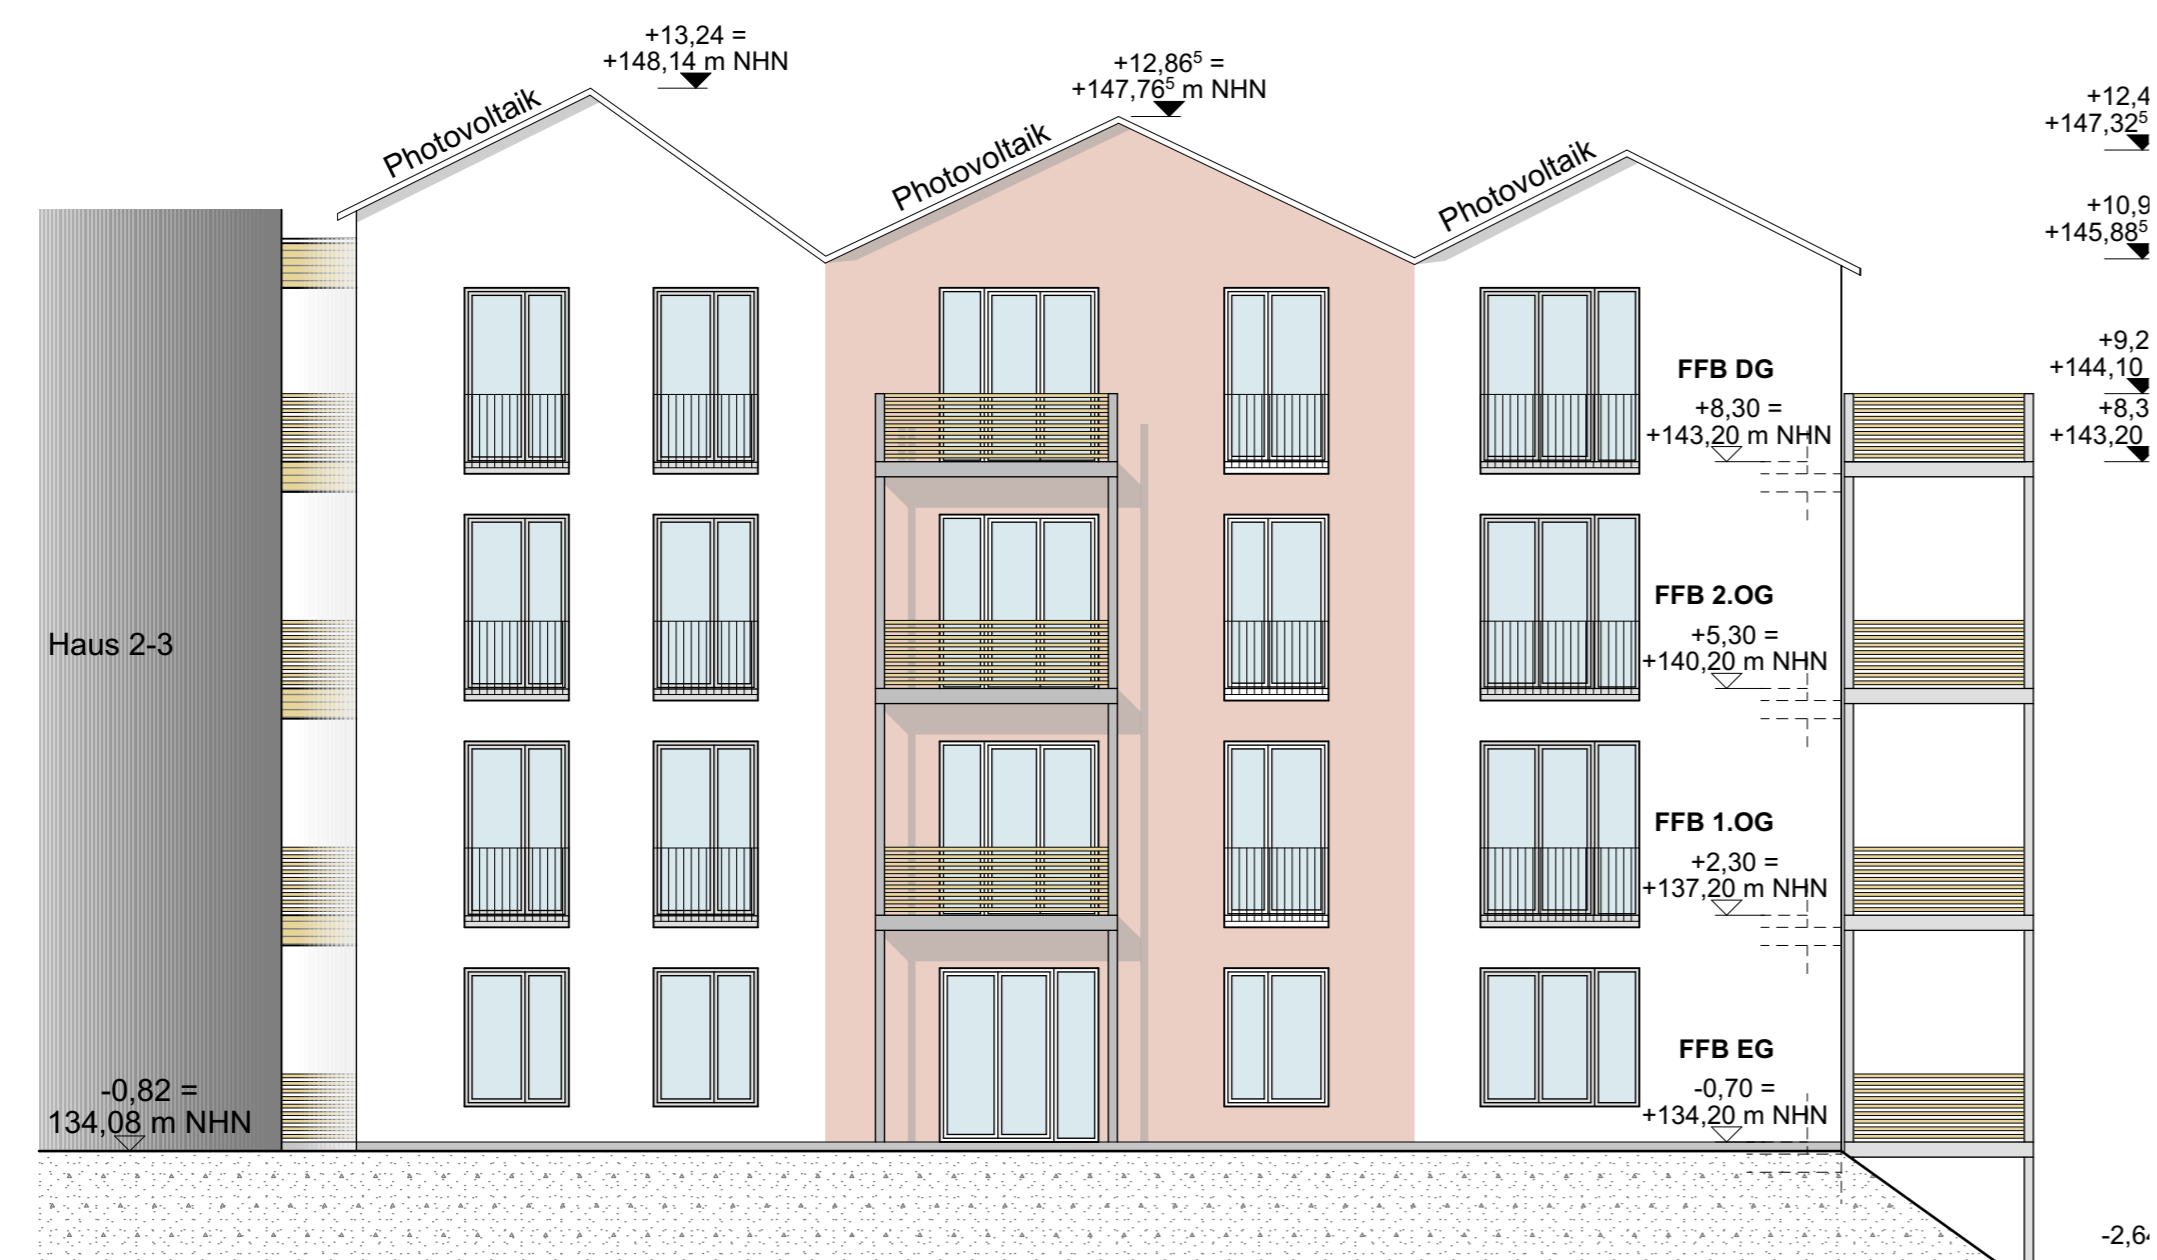 +13,24 =
+148,14 m NHN
+12,86⁵ =
+147,76⁵ m NHN
+12,4
+147,32⁵
Photovoltaik
Photovoltaik
Photovoltaik
+10,9
+145,88⁵
+9,2
+144,10
FFB DG
+8,30 =
+143,20 m NHN
+8,3
+143,20
FFB 2.OG
+5,30 =
+140,20 m NHN
Haus 2-3
FFB 1.OG
+2,30 =
+137,20 m NHN
FFB EG
-0,70 =
+134,20 m NHN
-0,82 =
134,08 m NHN
-2,6